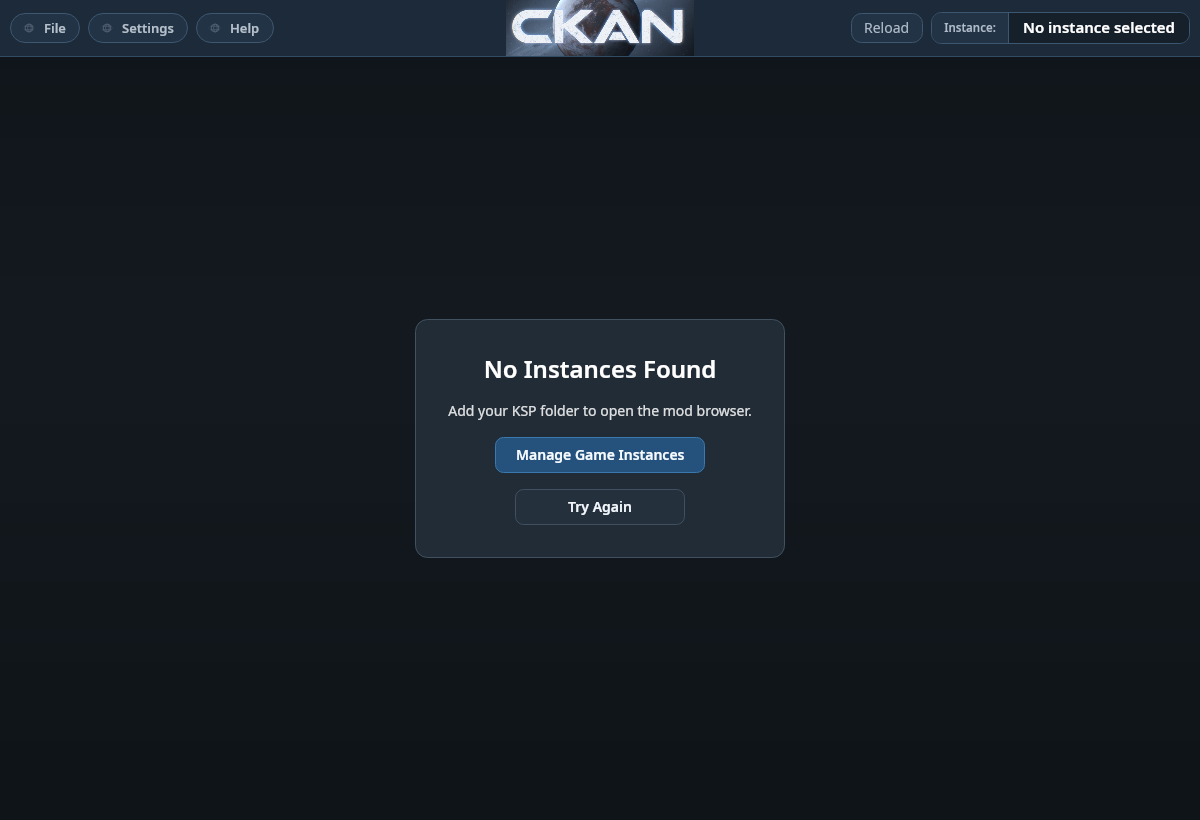 File
Settings
Help
CKAN
Reload
Instance:
No instance selected
No Instances Found
Add your KSP folder to open the mod browser.
Manage Game Instances
Try Again